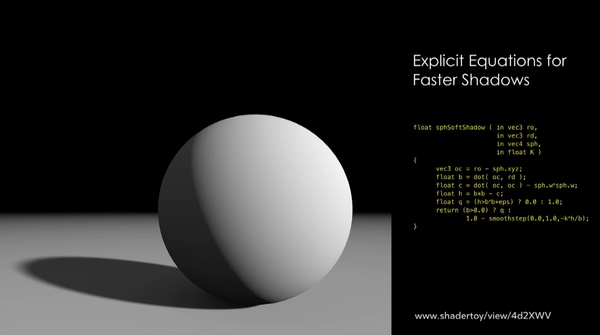 Explicit Equations for
Faster Shadows
float sphSoftShadow ( in vec3 ro,
in vec3 rd,
in vec4 sph,
in float K )
{
vec3 oc = ro - sph.xyz;
float b = dot( oc, rd );
float c = dot( oc, oc ) - sph.w*sph.w;
float h = b*b - c;
float q = (h>b*b+eps) ? 0.0 : 1.0;
return (b>0.0) ? q :
1.0 - smoothstep(0.0,1.0,-k*h/b);
}
www.shadertoy/view/4d2XWV